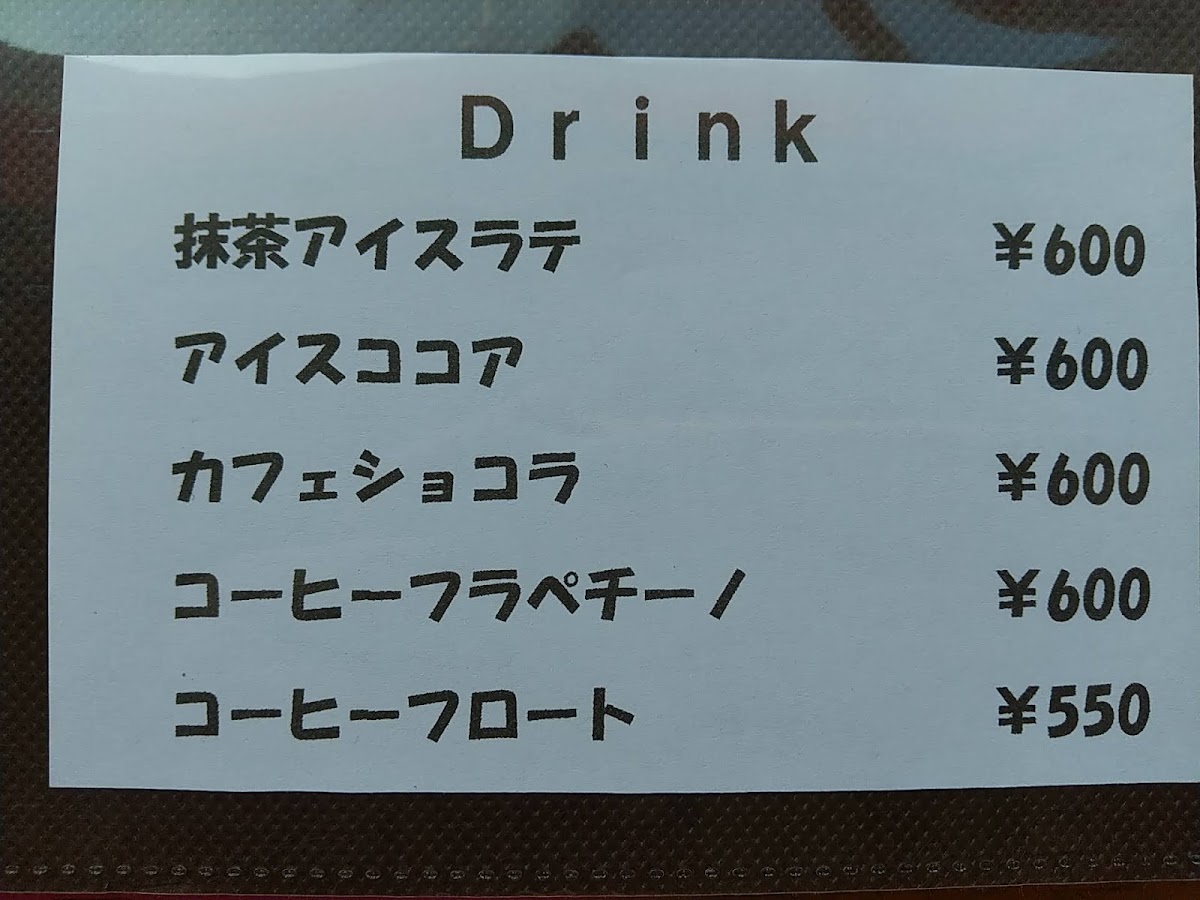 Drink
抹茶アイスラテ ¥600
アイスココア ¥600
カフェショコラ ¥600
コーヒーフラペチーノ ¥600
コーヒーフロート ¥550